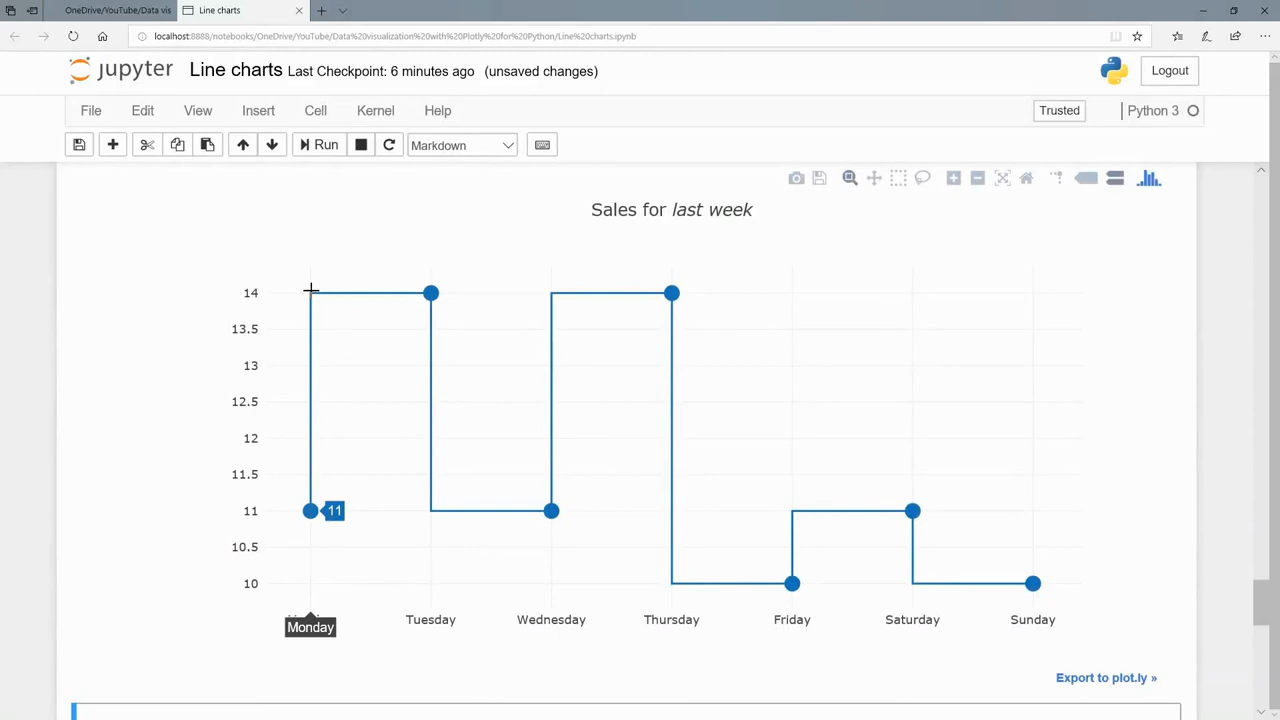 OneDrive/YouTube/Data vis
Line charts
localhost:8888/notebooks/OneDrive/YouTube/Data%20visualization%20with%20Plotly%20for%20Python/Line%20charts.ipynb
jupyter Line charts Last Checkpoint: 6 minutes ago (unsaved changes)
Logout
File Edit View Insert Cell Kernel Help
Trusted
Python 3
Run
Markdown
Sales for last week
14
13.5
13
12.5
12
11.5
11
10.5
10
11
Monday
Tuesday
Wednesday
Thursday
Friday
Saturday
Sunday
Export to plot.ly »